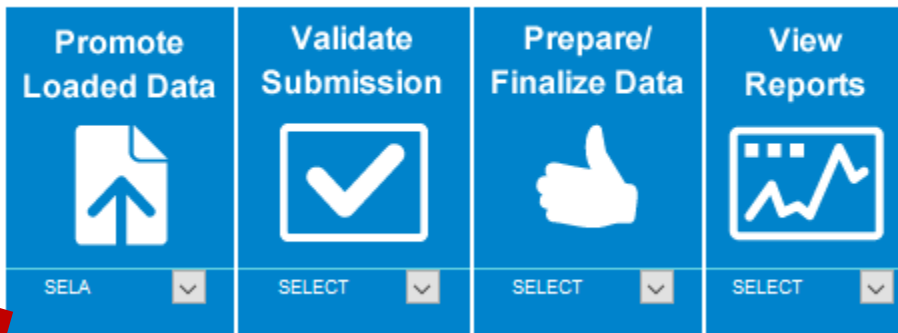 Promote
Loaded Data
Validate
Submission
Prepare/
Finalize Data
View
Reports
SELA
SELECT
SELECT
SELECT